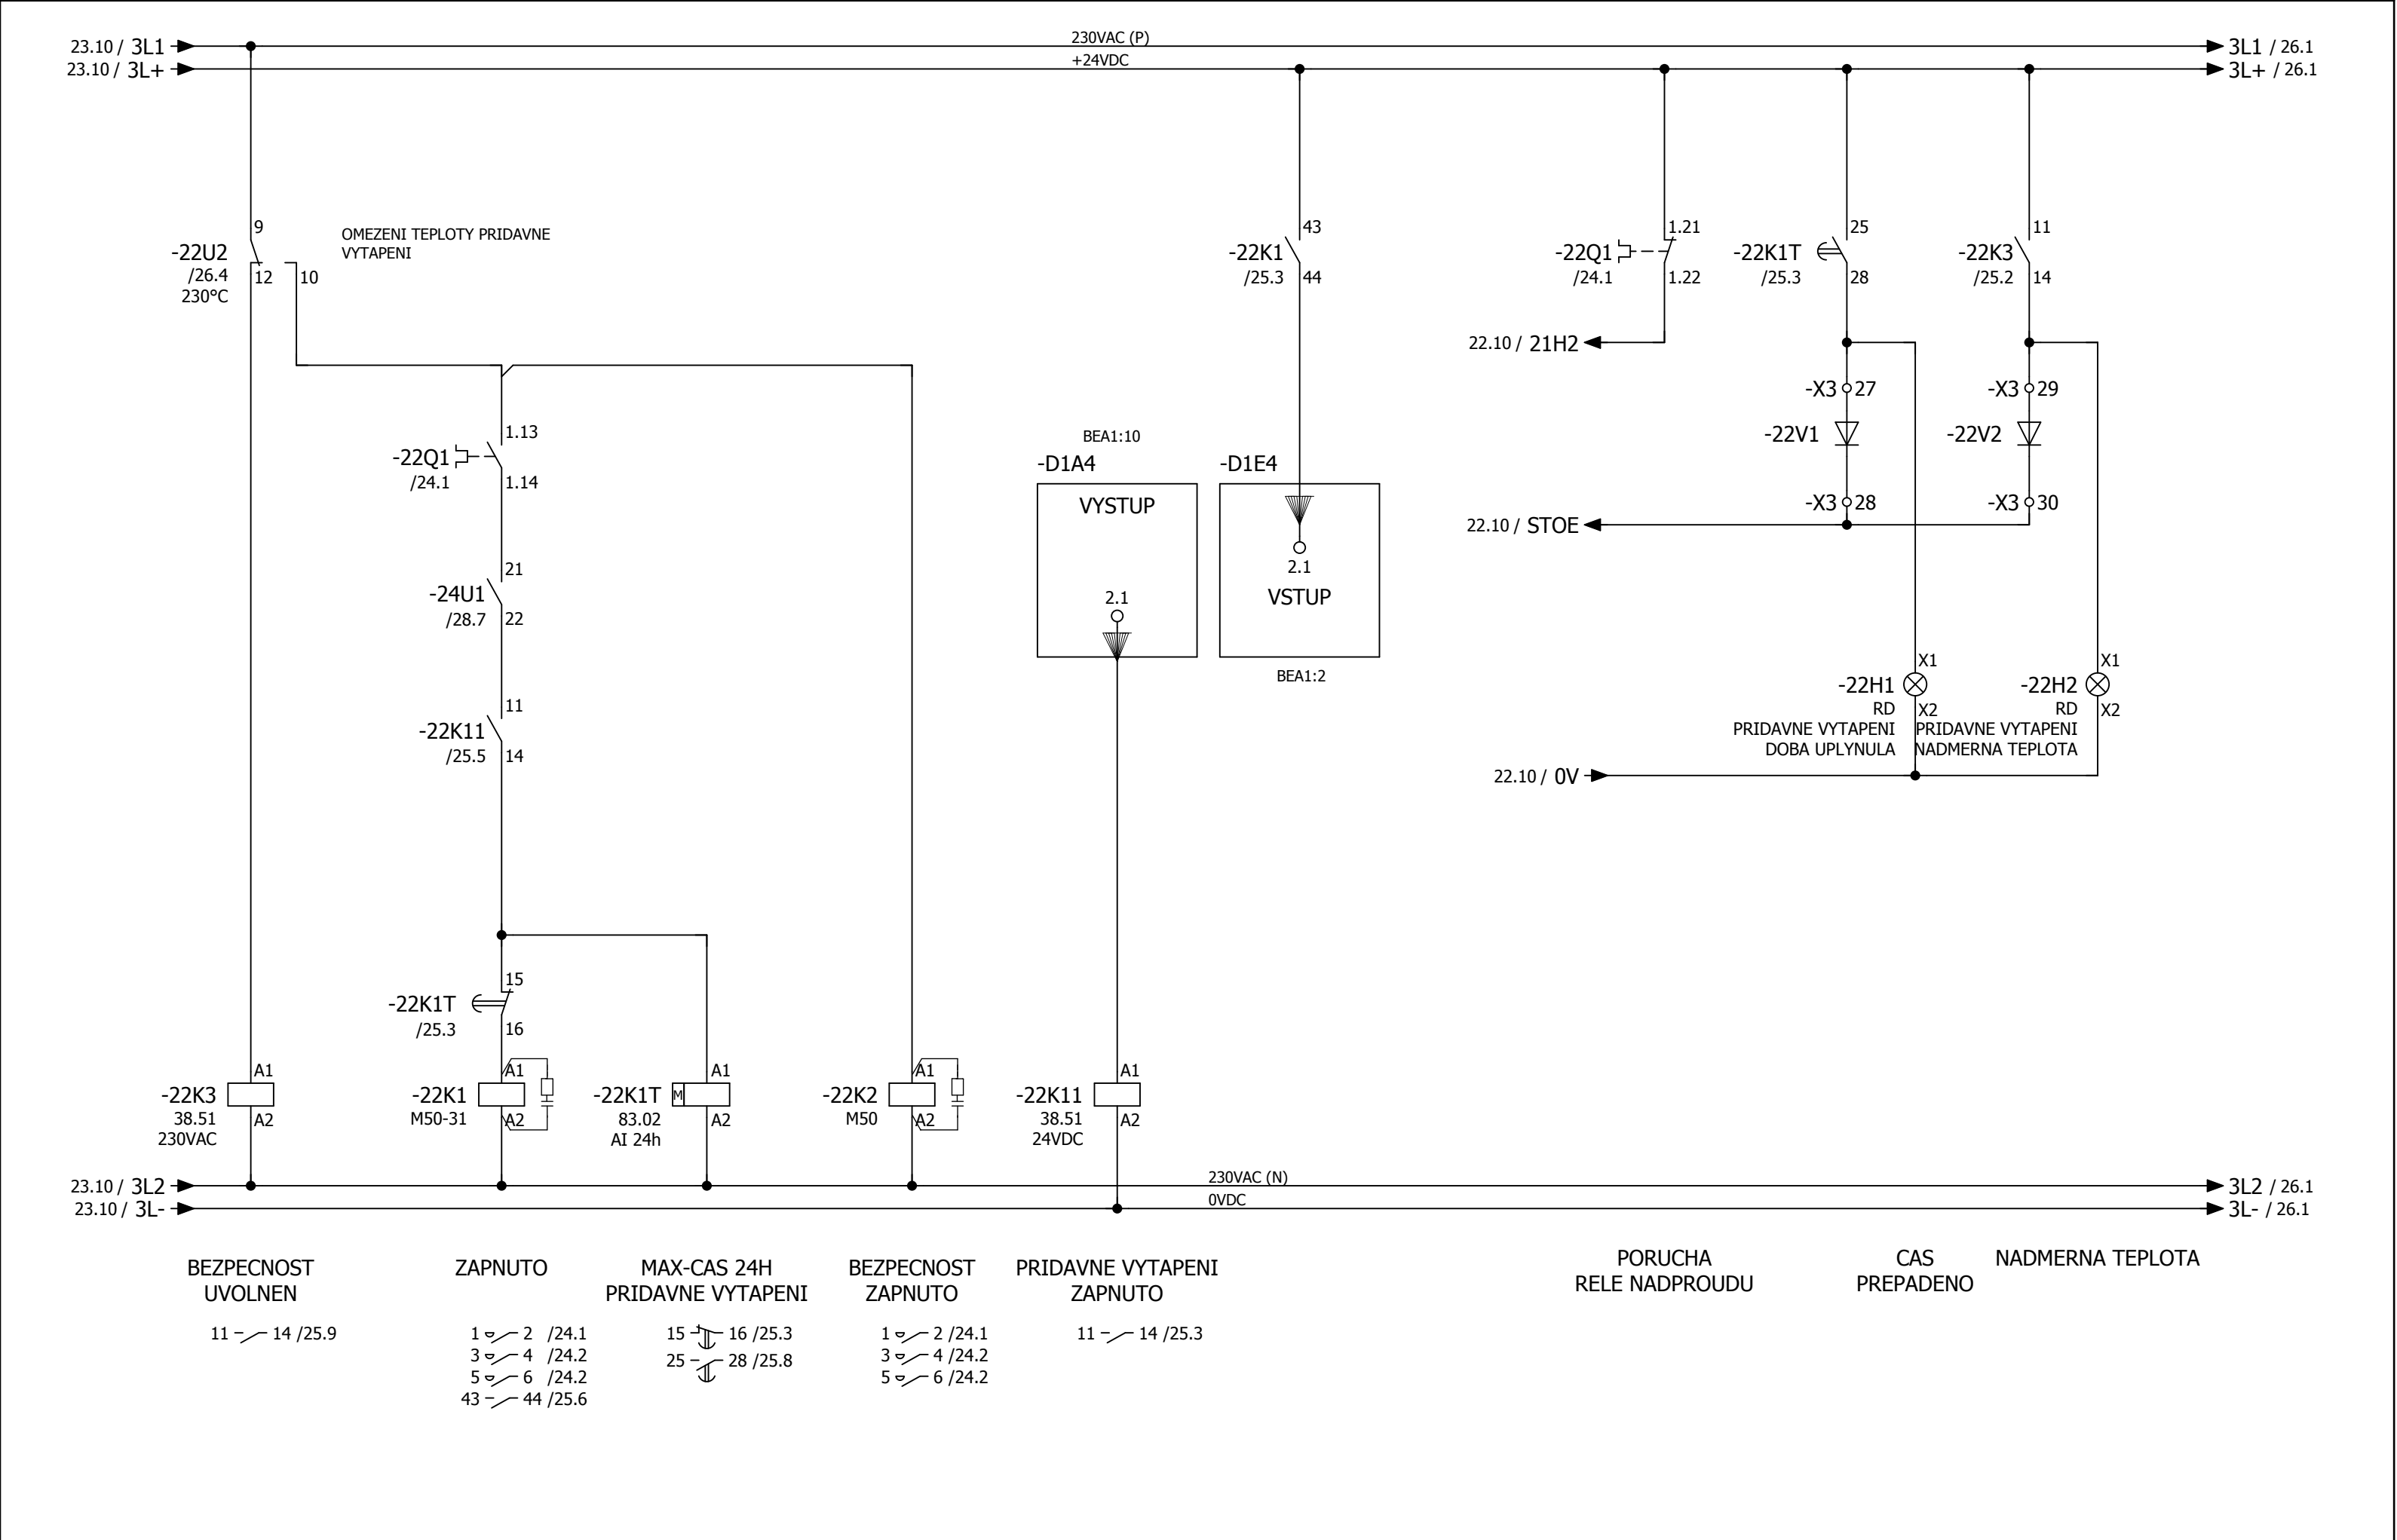 23.10 / 3L1
230VAC (P)
3L1 / 26.1
23.10 / 3L+
+24VDC
3L+ / 26.1
9
-22U2
/26.4
230°C
12
10
OMEZENI TEPLOTY PRIDAVNE
VYTAPENI
43
-22K1
/25.3
44
1.21
-22Q1
/24.1
1.22
25
-22K1T
/25.3
28
11
-22K3
/25.2
14
22.10 / 21H2
-X3 27
-X3 29
-22V1
-22V2
-X3 28
-X3 30
22.10 / STOE
1.13
-22Q1
/24.1
1.14
BEA1:10
-D1A4
VYSTUP
2.1
-D1E4
2.1
VSTUP
BEA1:2
21
-24U1
/28.7
22
11
-22K11
/25.5
14
X1
-22H1
RD
X2
PRIDAVNE VYTAPENI
DOBA UPLYNULA
X1
-22H2
RD
X2
PRIDAVNE VYTAPENI
NADMERNA TEPLOTA
22.10 / 0V
15
-22K1T
/25.3
16
A1
-22K3
38.51
230VAC
A2
A1
-22K1
M50-31
A2
A1
-22K1T
M
83.02
AI 24h
A2
A1
-22K2
M50
A2
A1
-22K11
38.51
24VDC
A2
23.10 / 3L2
230VAC (N)
3L2 / 26.1
23.10 / 3L-
0VDC
3L- / 26.1
BEZPECNOST
UVOLNEN
11 14 /25.9
ZAPNUTO
1 2 /24.1
3 4 /24.2
5 6 /24.2
43 44 /25.6
MAX-CAS 24H
PRIDAVNE VYTAPENI
15 16 /25.3
25 28 /25.8
BEZPECNOST
ZAPNUTO
1 2 /24.1
3 4 /24.2
5 6 /24.2
PRIDAVNE VYTAPENI
ZAPNUTO
11 14 /25.3
PORUCHA
RELE NADPROUDU
CAS
PREPADENO
NADMERNA TEPLOTA